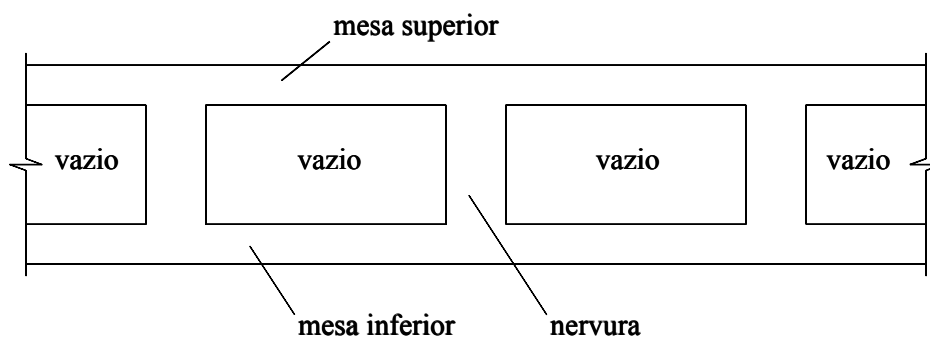 mesa superior
vazio vazio vazio vazio
mesa inferior nervura